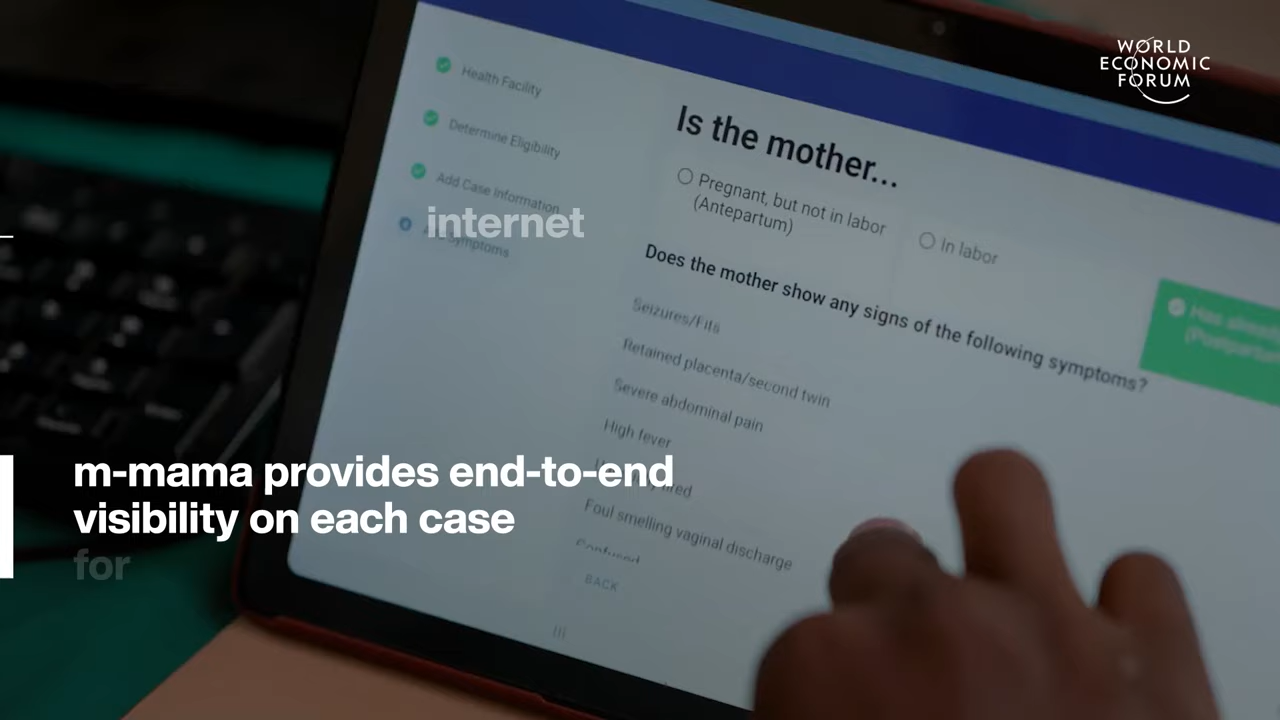 WORLD
ECONOMIC
FORUM
Health Facility
Determine Eligibility
Add Case Information
Symptoms
internet
Is the mother...
Pregnant, but not in labor
(Antepartum)
In labor
Does the mother show any signs of the following symptoms?
Seizures/Fits
Retained placenta/second twin
Severe abdominal pain
High fever
Foul smelling vaginal discharge
Confused
BACK
m-mama provides end-to-end
visibility on each case
for